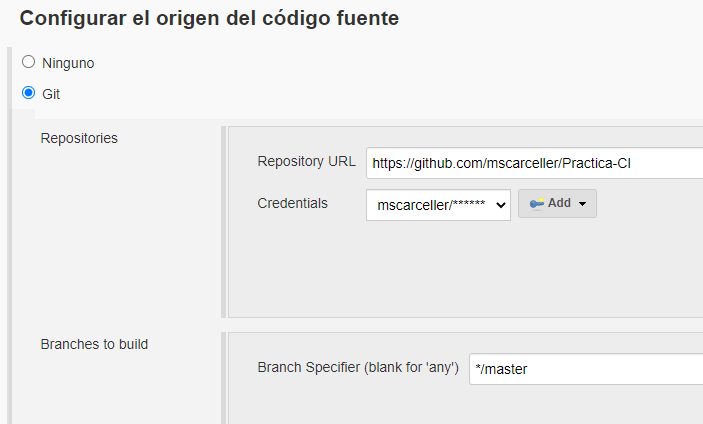 Configurar el origen del código fuente
Ninguno
Git
Repositories
Repository URL https://github.com/mscarceller/Practica-CI
Credentials mscarceller/****** Add
Branches to build
Branch Specifier (blank for 'any') */master